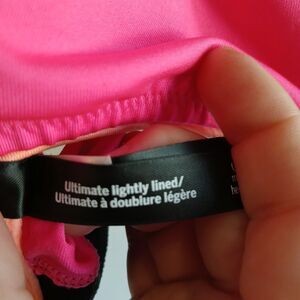 Ultimate lightly lined/
Ultimate à doublure légère